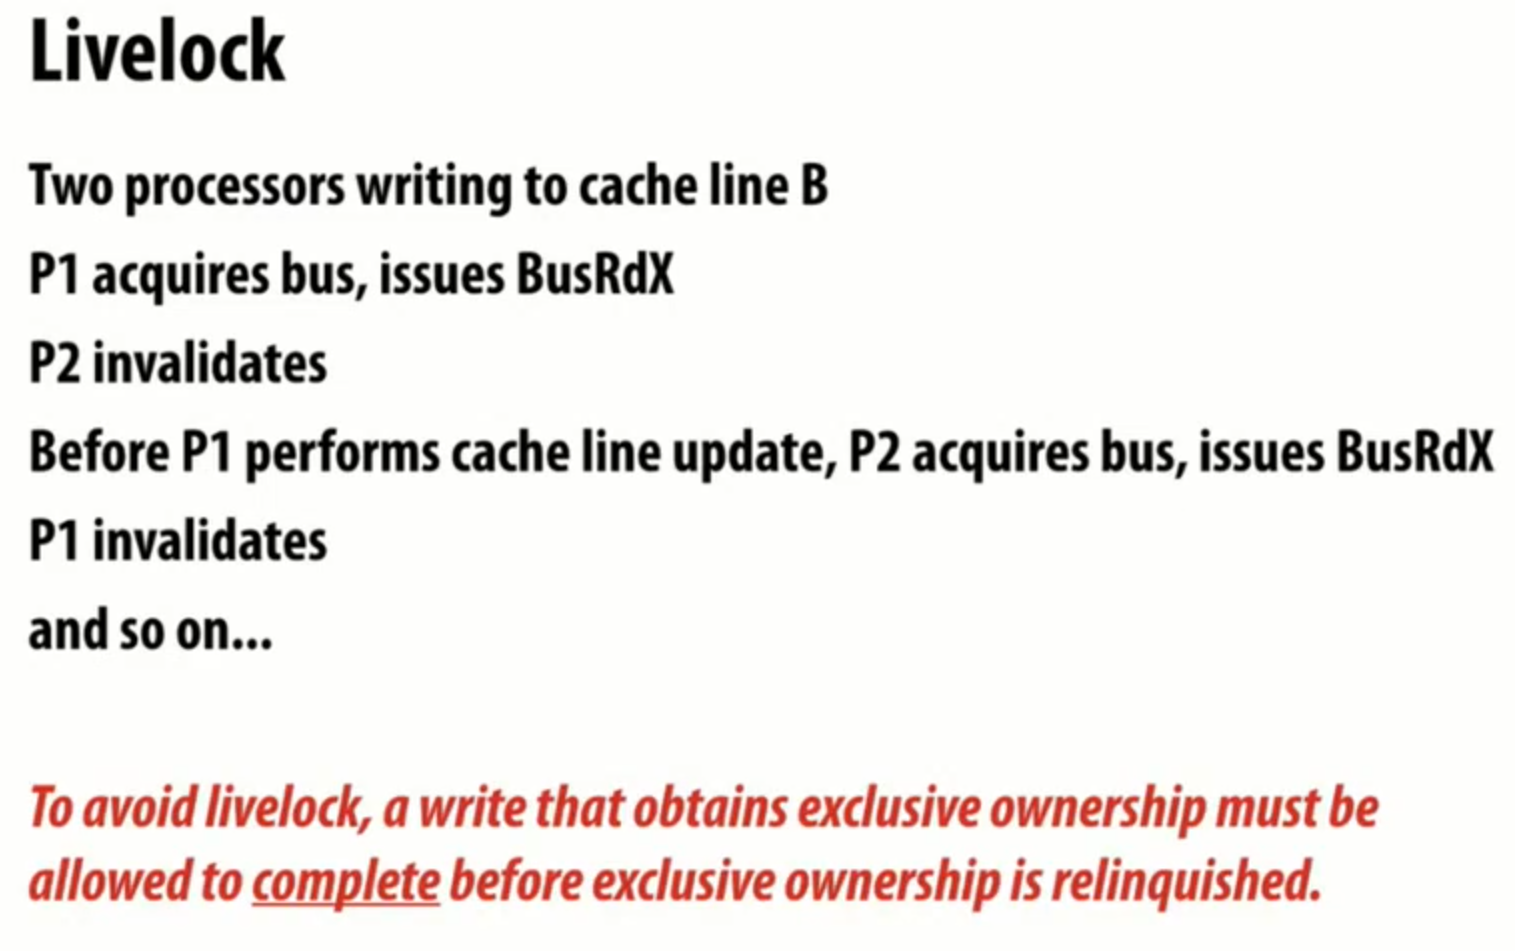 Livelock
Two processors writing to cache line B
P1 acquires bus, issues BusRdX
P2 invalidates
Before P1 performs cache line update, P2 acquires bus, issues BusRdX
P1 invalidates
and so on...
To avoid livelock, a write that obtains exclusive ownership must be
allowed to complete before exclusive ownership is relinquished.